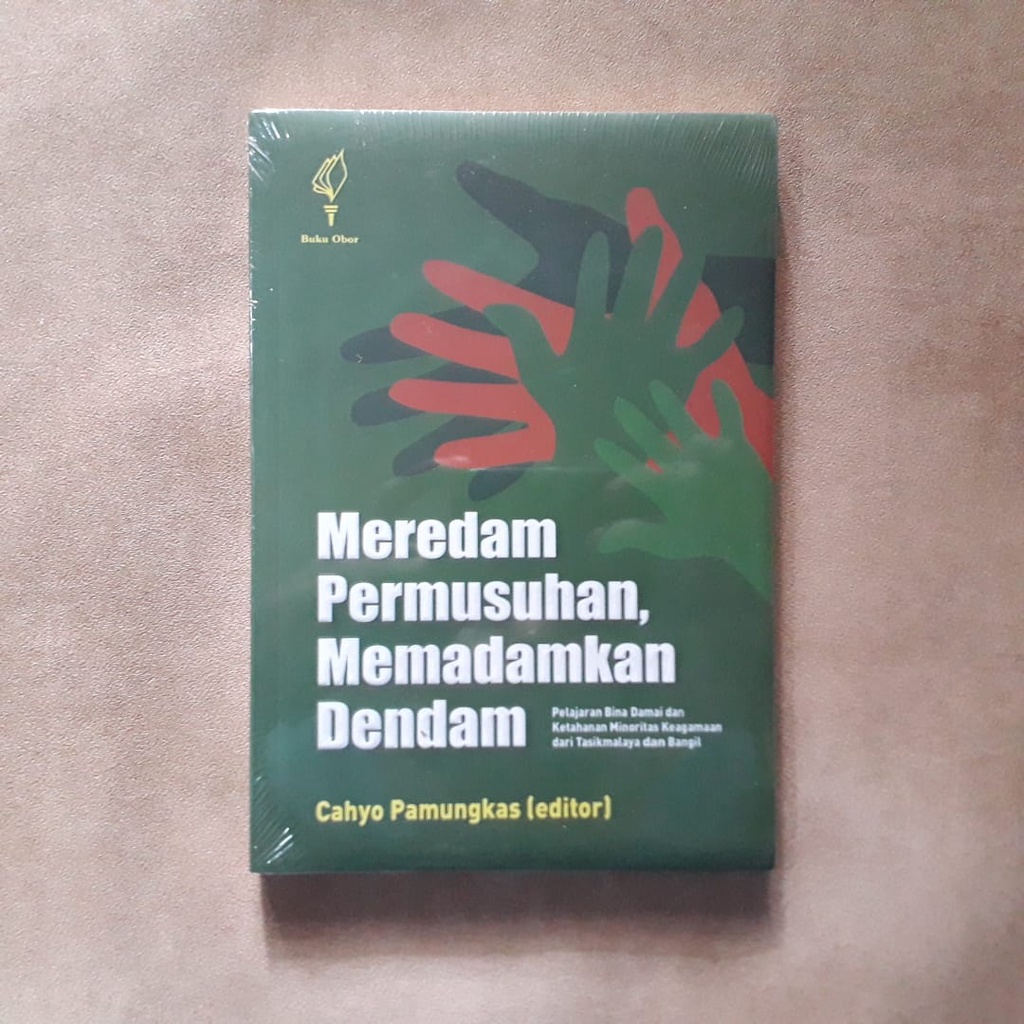 Buku Obor
Meredam
Permusuhan,
Memadamkan
Dendam
Pelajaran Bina Damai dan
Ketahanan Minoritas Keagamaan
dari Tasikmalaya dan Bangil
Cahyo Pamungkas (editor)